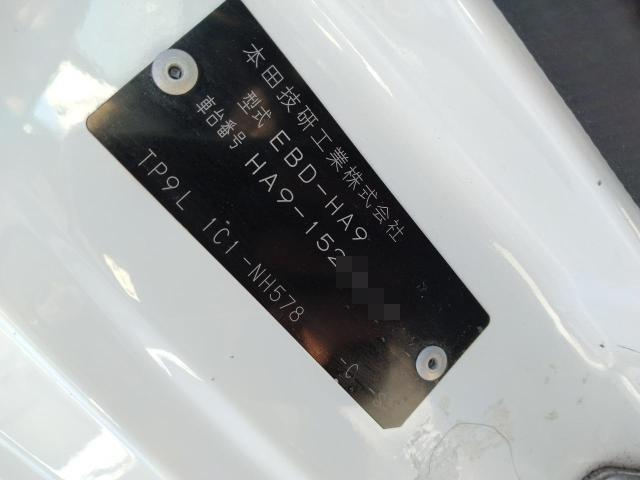 本田技研工業株式会社
型式 EBD-HA9
車台番号 HA9-152
TP9L 1C1-NH578
-C -S